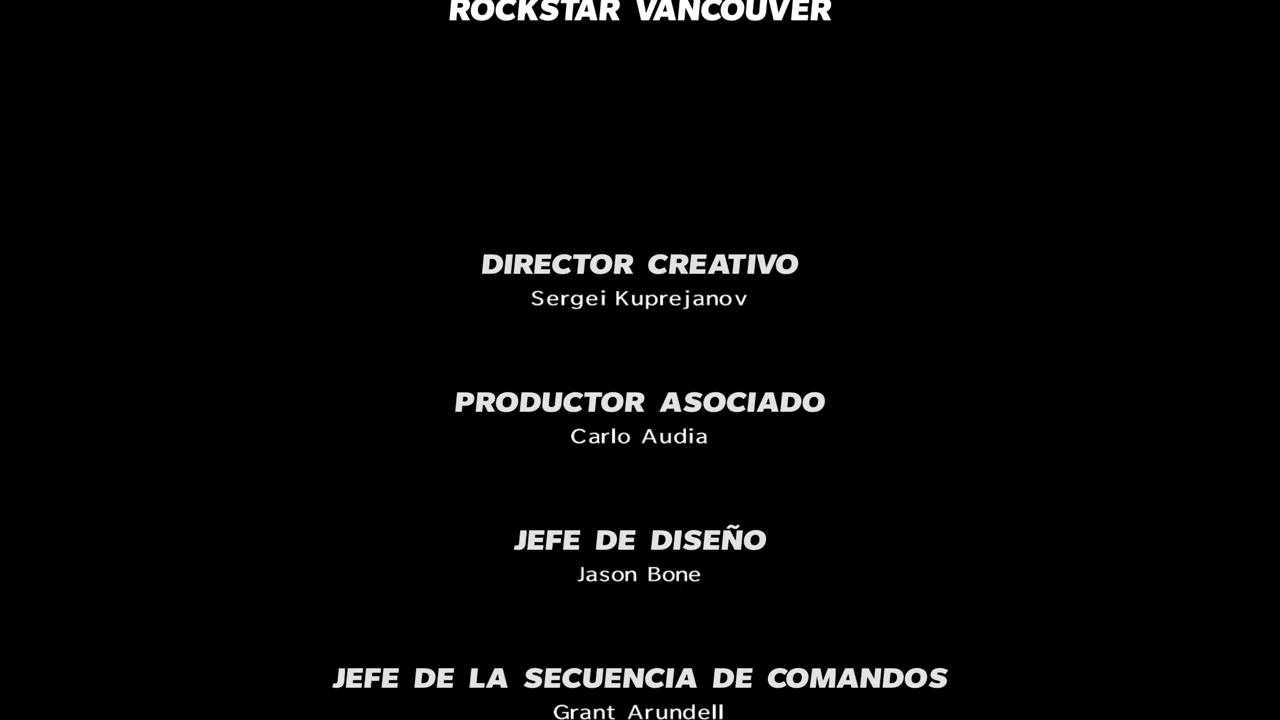 ROCKSTAR VANCOUVER
DIRECTOR CREATIVO
Sergei Kuprejanov
PRODUCTOR ASOCIADO
Carlo Audia
JEFE DE DISEÑO
Jason Bone
JEFE DE LA SECUENCIA DE COMANDOS
Grant Arundell